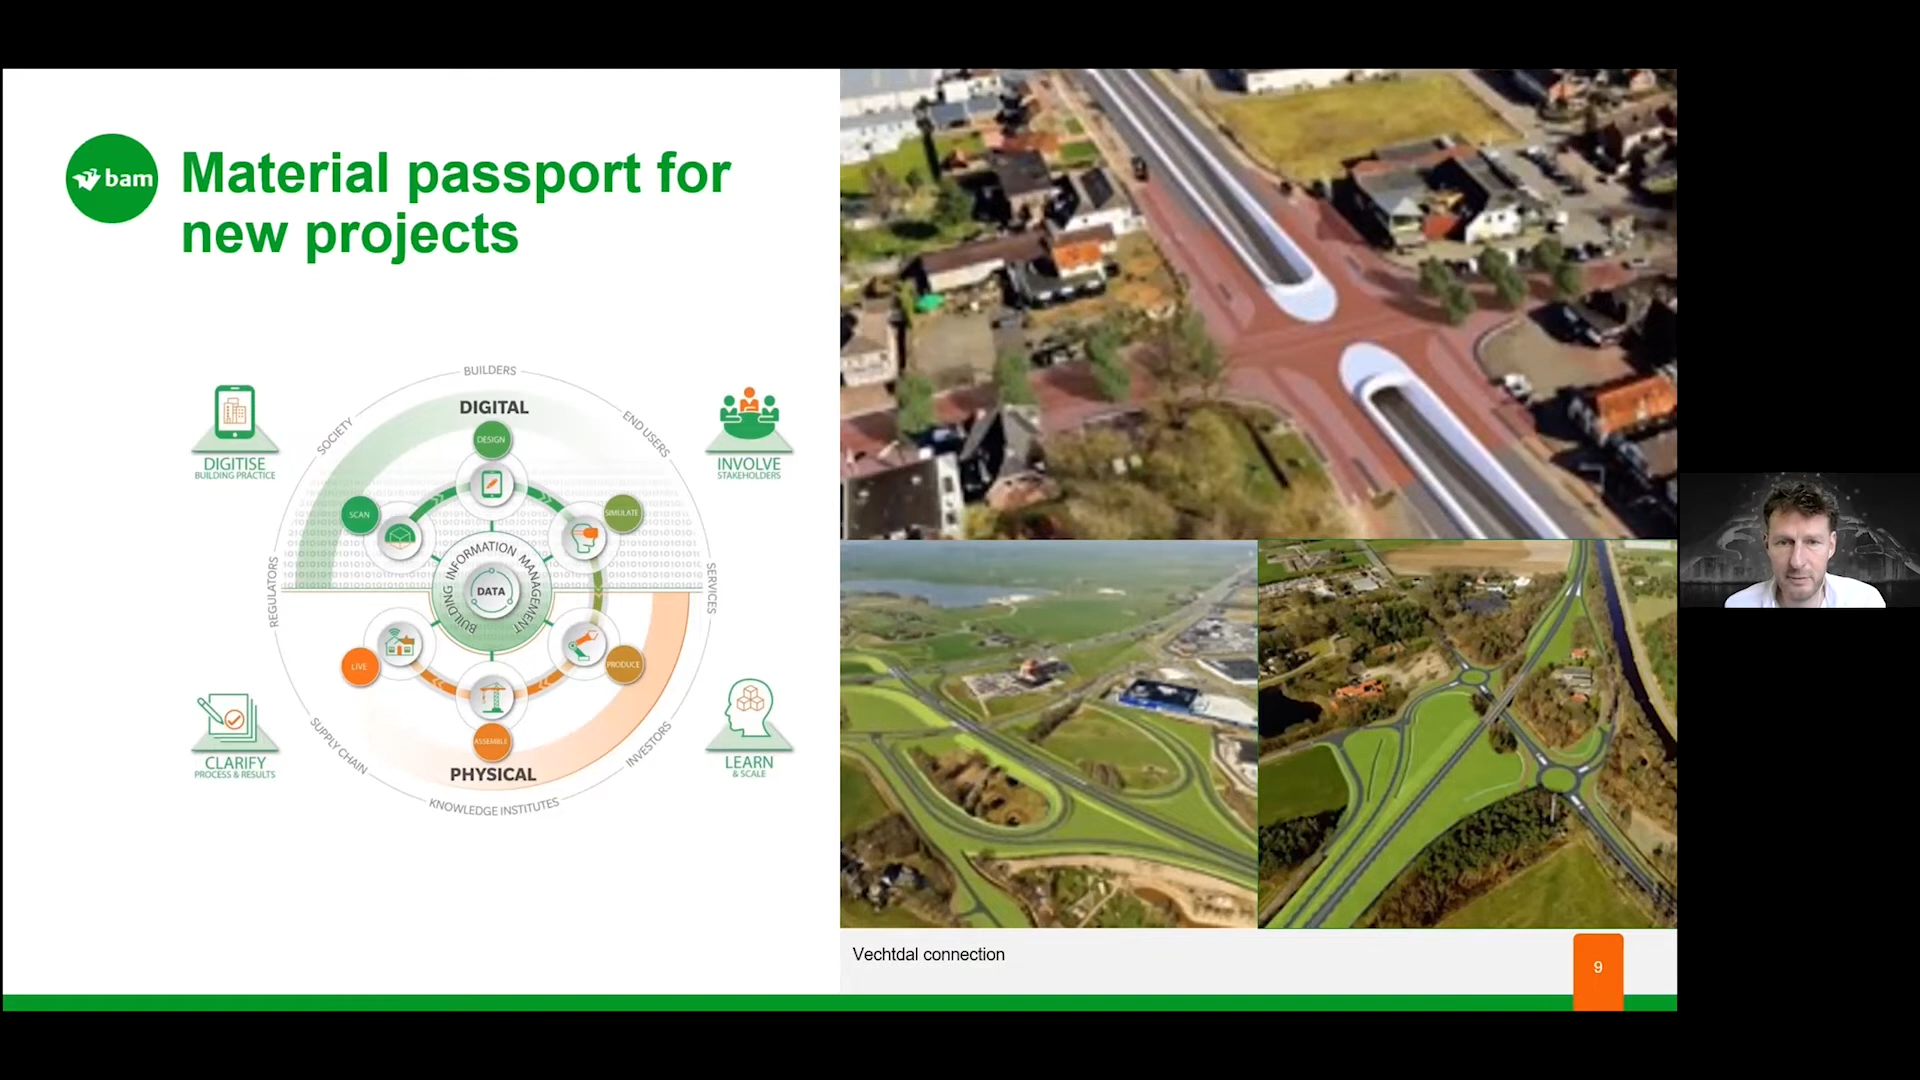 bam
Material passport for
new projects
BUILDERS
SOCIETY
END USERS
DIGITAL
DESIGN
DIGITISE
BUILDING PRACTICE
INVOLVE
STAKEHOLDERS
SCAN
SIMULATE
BUILDING INFORMATION MANAGEMENT
DATA
REGULATORS
SERVICES
LIVE
PRODUCE
ASSEMBLE
PHYSICAL
SUPPLY CHAIN
INVESTORS
KNOWLEDGE INSTITUTES
CLARIFY
PROCESS & RESULTS
LEARN
& SCALE
Vechtdal connection
9